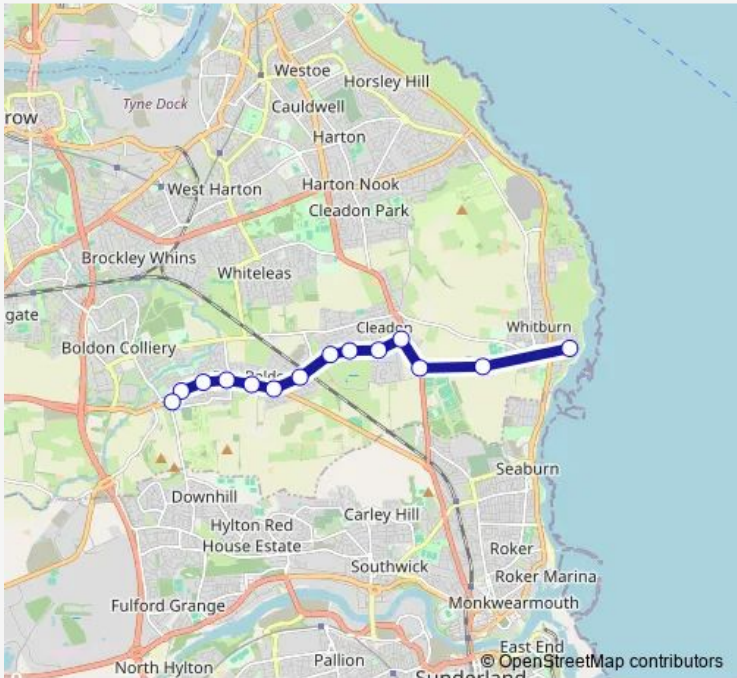 Westoe
Horsley Hill
Tyne Dock
Cauldwell
row
Harton
West Harton
Harton Nook
Cleadon Park
Brockley Whins
Whiteleas
gate
Cleadon
Whitburn
Boldon Colliery
Seaburn
Downhill
Carley Hill
Hylton Red
House Estate
Roker
Southwick
Roker Marina
Fulford Grange
Monkwearmouth
East End
North Hylton
Pallion
© OpenStreetMap contributors